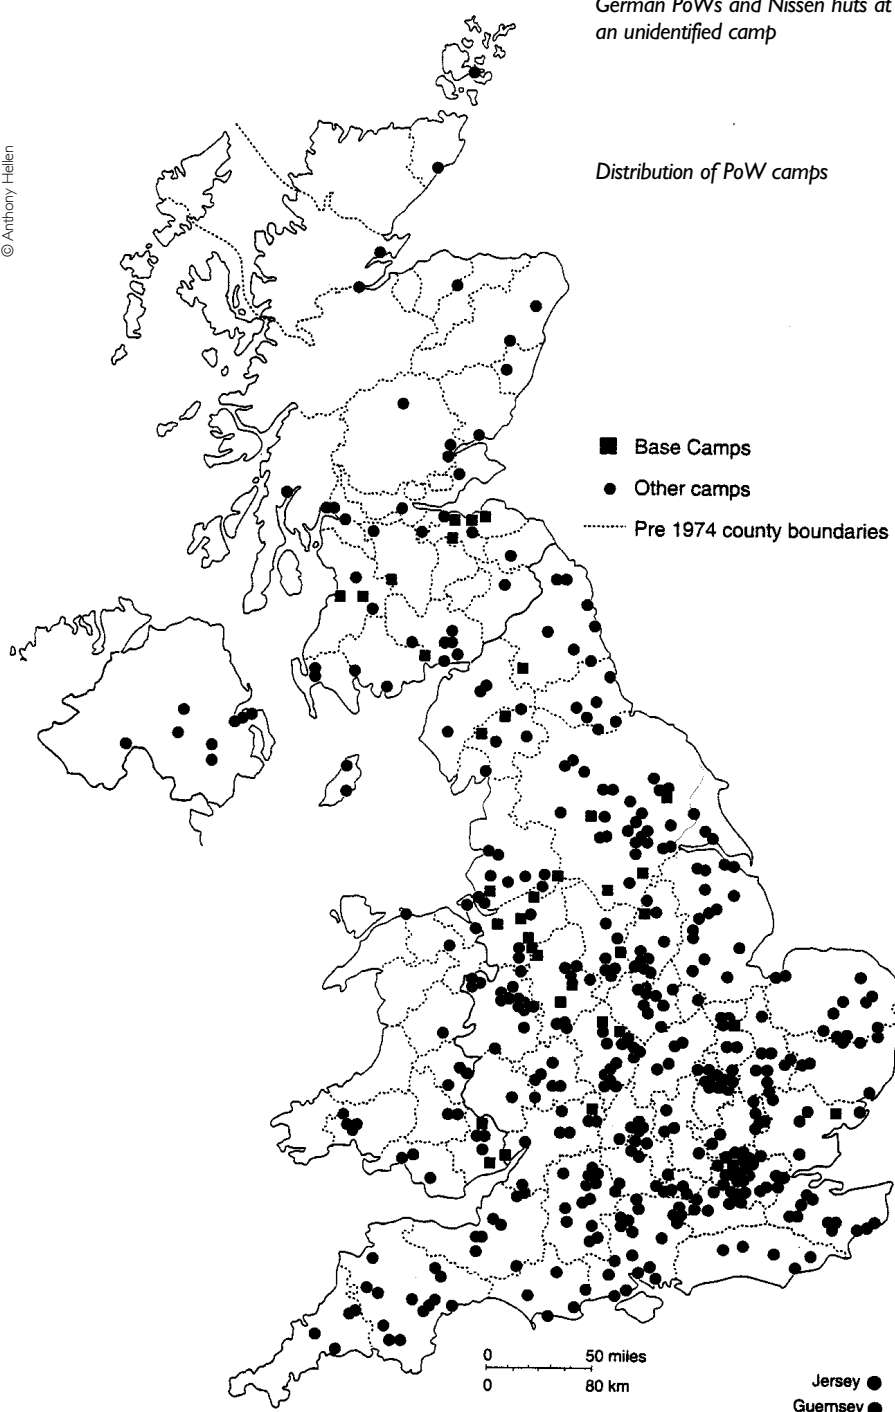 German PoWs and Nissen huts at
an unidentified camp
© Anthony Hellen
Distribution of PoW camps
Base Camps
Other camps
Pre 1974 county boundaries
0 50 miles
0 80 km
Jersey
Guernsey